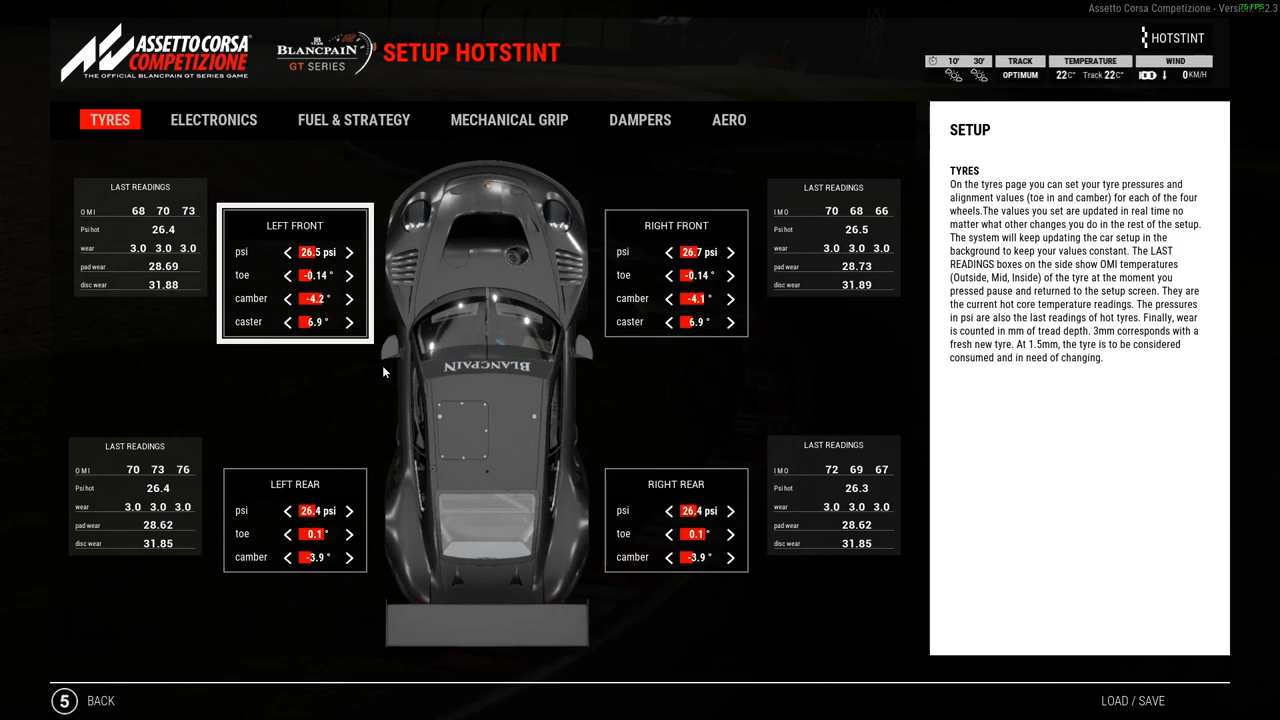 Assetto Corsa Competizione - Version:
75 FPS
ASSETTO CORSA
COMPETIZIONE
THE OFFICIAL BLANCPAIN GT SERIES GAME
BLANCPAIN
GT SERIES
SETUP HOTSTINT
HOTSTINT
10' 30' TRACK TEMPERATURE WIND
OPTIMUM 22C° Track 22C° 0KM/H
TYRES ELECTRONICS FUEL & STRATEGY MECHANICAL GRIP DAMPERS AERO
LAST READINGS
O M I 68 70 73
Psi hot 26.4
wear 3.0 3.0 3.0
pad wear 28.69
disc wear 31.88
LEFT FRONT
psi 26.5 psi
toe -0.14 °
camber -4.2 °
caster 6.9 °
RIGHT FRONT
psi 26.7 psi
toe -0.14 °
camber -4.1 °
caster 6.9 °
LAST READINGS
I M O 70 68 66
Psi hot 26.5
wear 3.0 3.0 3.0
pad wear 28.73
disc wear 31.89
BLANCPAIN
LAST READINGS
O M I 70 73 76
Psi hot 26.4
wear 3.0 3.0 3.0
pad wear 28.62
disc wear 31.85
LEFT REAR
psi 26.4 psi
toe 0.1 °
camber -3.9 °
RIGHT REAR
psi 26.4 psi
toe 0.1 °
camber -3.9 °
LAST READINGS
I M O 72 69 67
Psi hot 26.3
wear 3.0 3.0 3.0
pad wear 28.62
disc wear 31.85
SETUP
TYRES
On the tyres page you can set your tyre pressures and
alignment values (toe in and camber) for each of the four
wheels.The values you set are updated in real time no
matter what other changes you do in the rest of the setup.
The system will keep updating the car setup in the
background to keep your values constant. The LAST
READINGS boxes on the side show OMI temperatures
(Outside, Mid, Inside) of the tyre at the moment you
pressed pause and returned to the setup screen. They are
the current hot core temperature readings. The pressures
in psi are also the last readings of hot tyres. Finally, wear
is counted in mm of tread depth. 3mm corresponds with a
fresh new tyre. At 1.5mm, the tyre is to be considered
consumed and in need of changing.
5 BACK
LOAD / SAVE